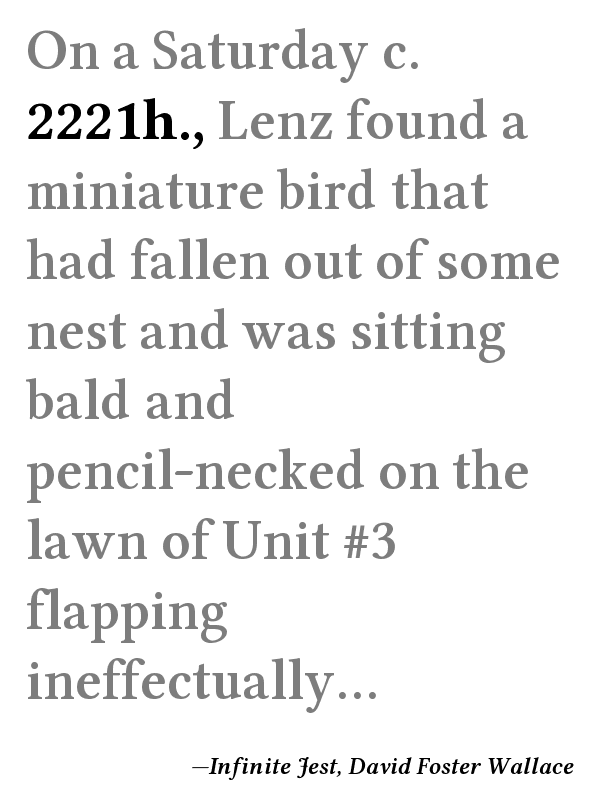 On a Saturday c.
2221h., Lenz found a
miniature bird that
had fallen out of some
nest and was sitting
bald and
pencil-necked on the
lawn of Unit #3
flapping
ineffectually…
—Infinite Jest, David Foster Wallace